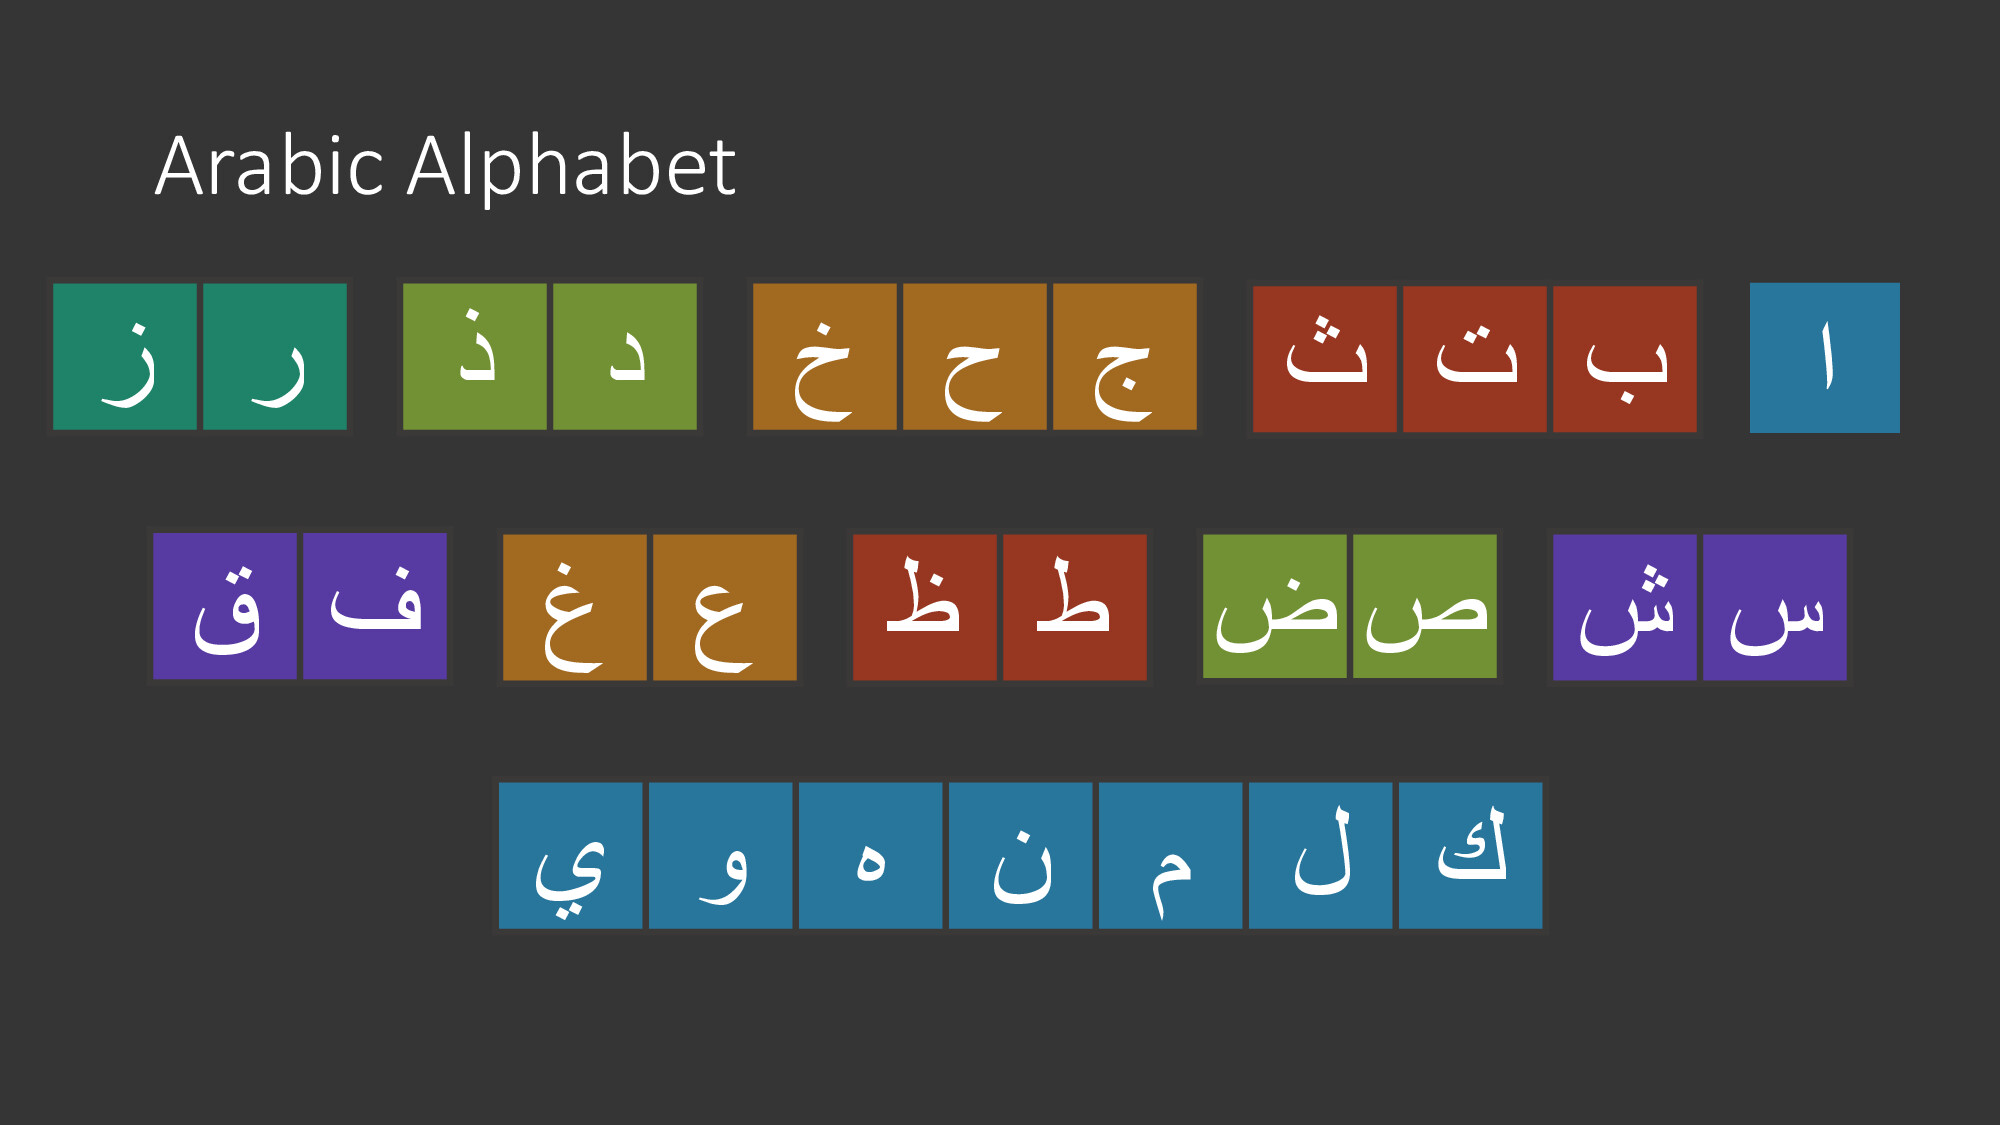 Arabic Alphabet
ا ب ت ث ج ح خ د ذ ر ز
س ش ص ض ط ظ ع غ ف ق
ك ل م ن ه و ي